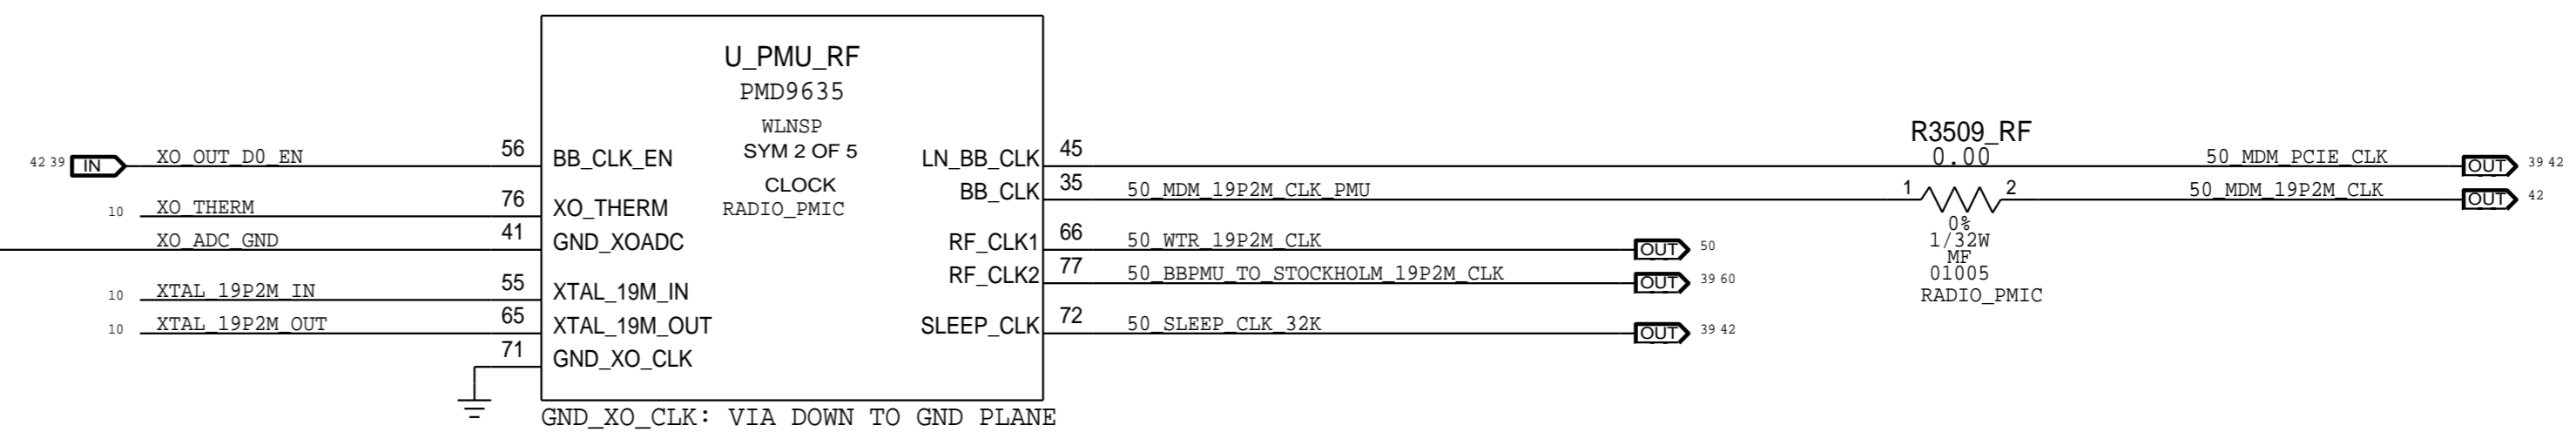 U_PMU_RF
PMD9635
WLNSP
SYM 2 OF 5
CLOCK
RADIO_PMIC
42 39 IN XO_OUT_D0_EN 56 BB_CLK_EN
10 XO_THERM 76 XO_THERM
XO_ADC_GND 41 GND_XOADC
10 XTAL_19P2M_IN 55 XTAL_19M_IN
10 XTAL_19P2M_OUT 65 XTAL_19M_OUT
71 GND_XO_CLK
LN_BB_CLK 45 50_MDM_PCIE_CLK OUT 39 42
BB_CLK 35 50_MDM_19P2M_CLK_PMU 1 2 50_MDM_19P2M_CLK OUT 42
RF_CLK1 66 50_WTR_19P2M_CLK OUT 50
RF_CLK2 77 50_BBPMU_TO_STOCKHOLM_19P2M_CLK OUT 39 60
SLEEP_CLK 72 50_SLEEP_CLK_32K OUT 39 42
R3509_RF
0.00
0%
1/32W
MF
01005
RADIO_PMIC
GND_XO_CLK: VIA DOWN TO GND PLANE